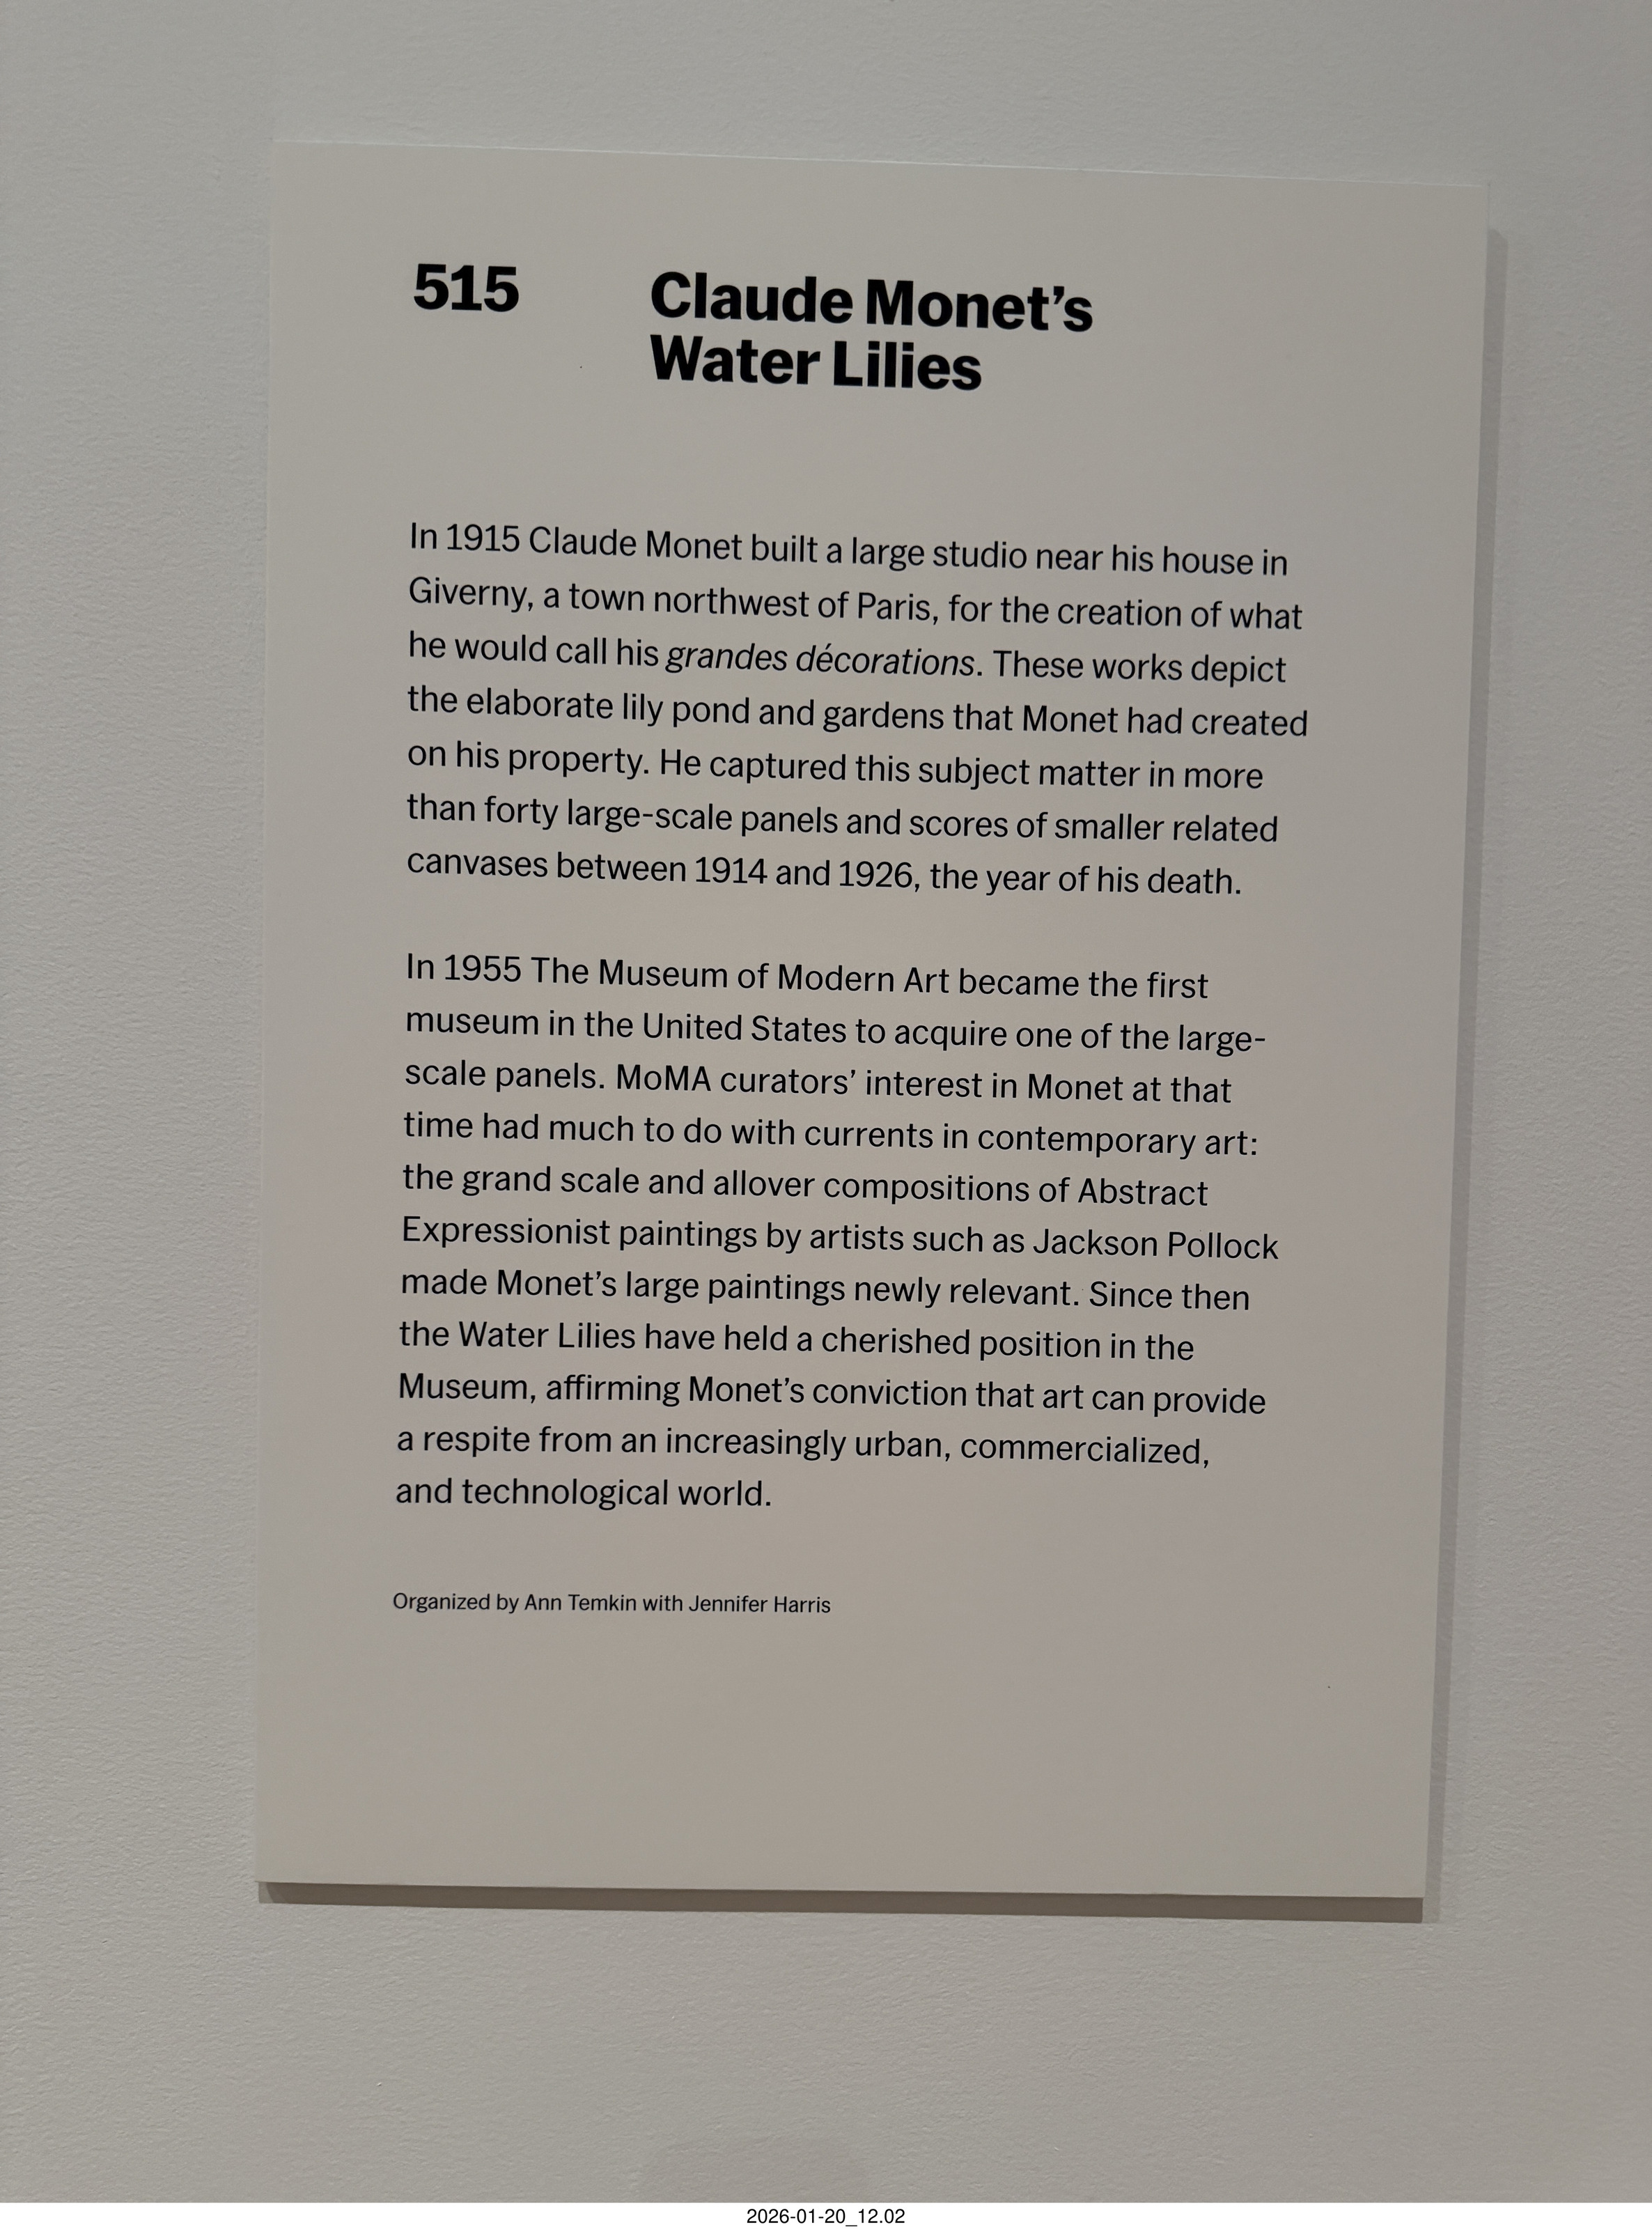 515
Claude Monet’s
Water Lilies
In 1915 Claude Monet built a large studio near his house in
Giverny, a town northwest of Paris, for the creation of what
he would call his grandes décorations. These works depict
the elaborate lily pond and gardens that Monet had created
on his property. He captured this subject matter in more
than forty large-scale panels and scores of smaller related
canvases between 1914 and 1926, the year of his death.
In 1955 The Museum of Modern Art became the first
museum in the United States to acquire one of the large-
scale panels. MoMA curators’ interest in Monet at that
time had much to do with currents in contemporary art:
the grand scale and allover compositions of Abstract
Expressionist paintings by artists such as Jackson Pollock
made Monet’s large paintings newly relevant. Since then
the Water Lilies have held a cherished position in the
Museum, affirming Monet’s conviction that art can provide
a respite from an increasingly urban, commercialized,
and technological world.
Organized by Ann Temkin with Jennifer Harris
2026-01-20_12.02